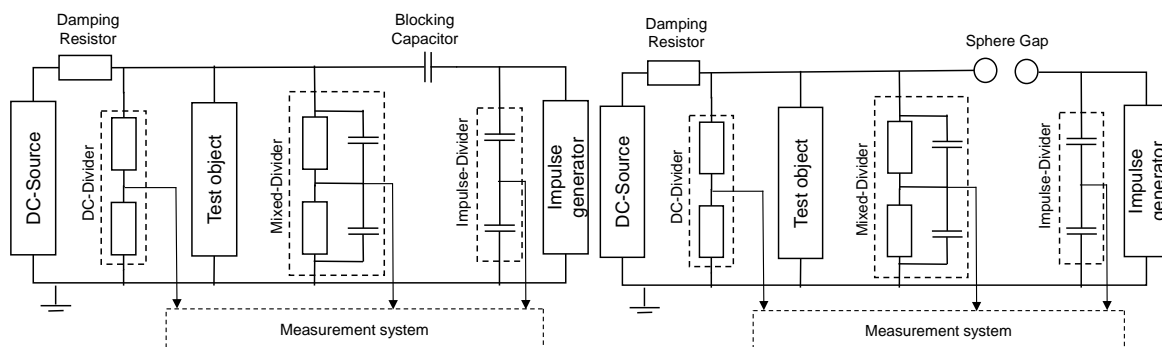 Damping
Resistor
Blocking
Capacitor
DC-Source
DC-Divider
Test object
Mixed-Divider
Impulse-Divider
Impulse
generator
Measurement system
Damping
Resistor
Sphere Gap
DC-Source
DC-Divider
Test object
Mixed-Divider
Impulse-Divider
Impulse
generator
Measurement system